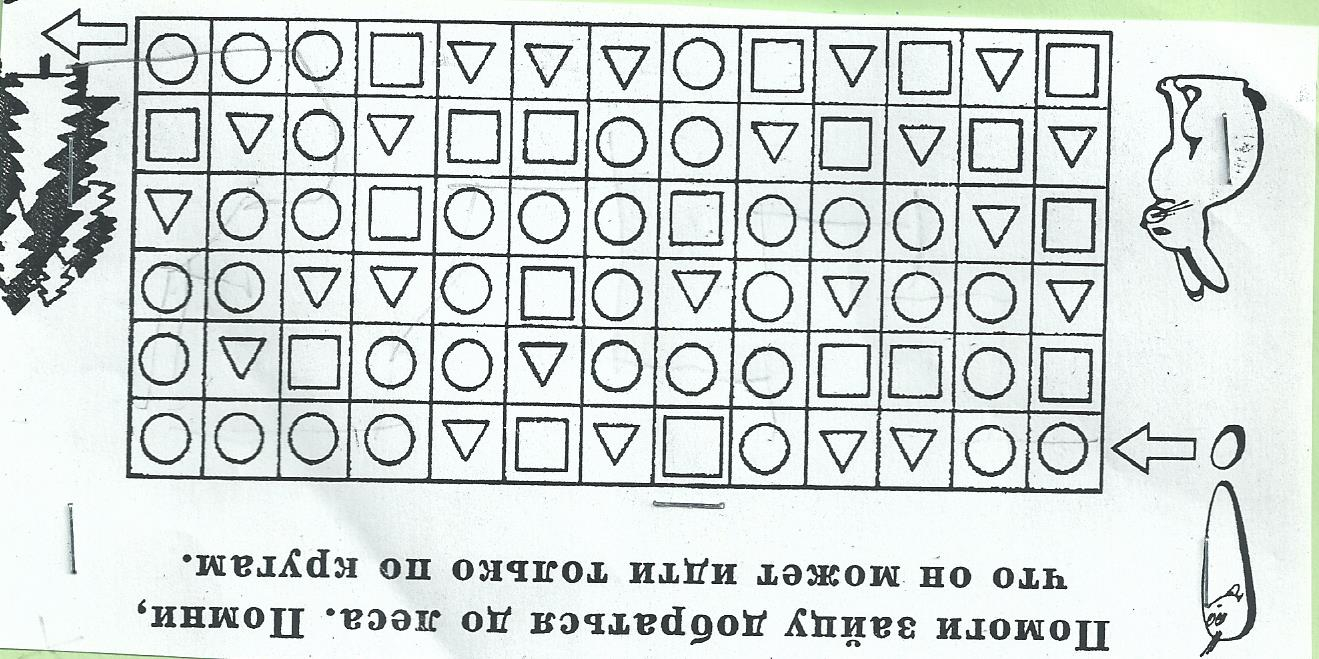 Помоги зайцу добраться до леса. Помни,
что он может идти только по кругам.